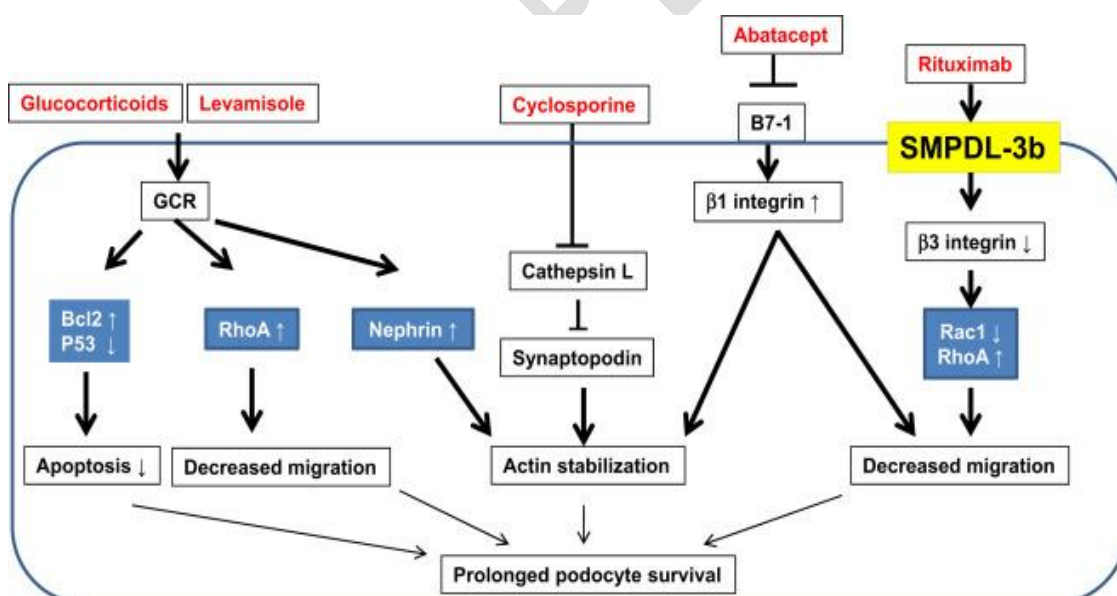 Abatacept
Rituximab
Glucocorticoids
Levamisole
Cyclosporine
B7-1
SMPDL-3b
GCR
β1 integrin ↑
β3 integrin ↓
Cathepsin L
Bcl2 ↑
P53 ↓
RhoA ↑
Nephrin ↑
Synaptopodin
Rac1 ↓
RhoA ↑
Apoptosis ↓
Decreased migration
Actin stabilization
Decreased migration
Prolonged podocyte survival